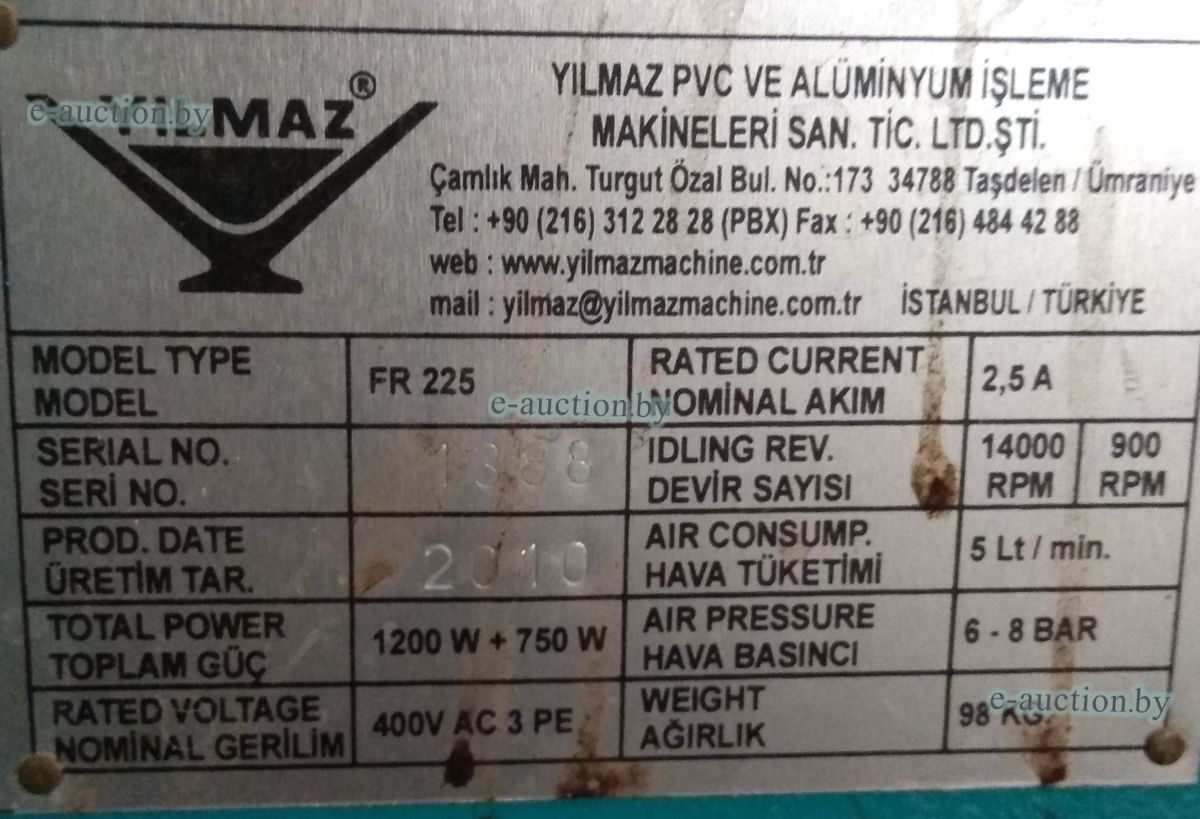 YILMAZ®
YILMAZ PVC VE ALÜMİNYUM İŞLEME
MAKİNELERİ SAN. TİC. LTD.ŞTİ.
Çamlık Mah. Turgut Özal Bul. No.:173 34788 Taşdelen / Ümraniye
Tel : +90 (216) 312 28 28 (PBX) Fax : +90 (216) 484 42 88
web : www.yilmazmachine.com.tr
mail : yilmaz@yilmazmachine.com.tr İSTANBUL / TÜRKİYE
MODEL TYPE
MODEL
FR 225
RATED CURRENT
NOMİNAL AKIM
2,5 A
SERIAL NO.
SERİ NO.
1388
IDLING REV.
DEVİR SAYISI
14000
RPM
900
RPM
PROD. DATE
ÜRETİM TAR.
2010
AIR CONSUMP.
HAVA TÜKETİMİ
5 Lt / min.
TOTAL POWER
TOPLAM GÜÇ
1200 W + 750 W
AIR PRESSURE
HAVA BASINCI
6 - 8 BAR
RATED VOLTAGE
NOMİNAL GERİLİM
400V AC 3 PE
WEIGHT
AĞIRLIK
98 KG.
e-auction.by
e-auction.by
e-auction.by